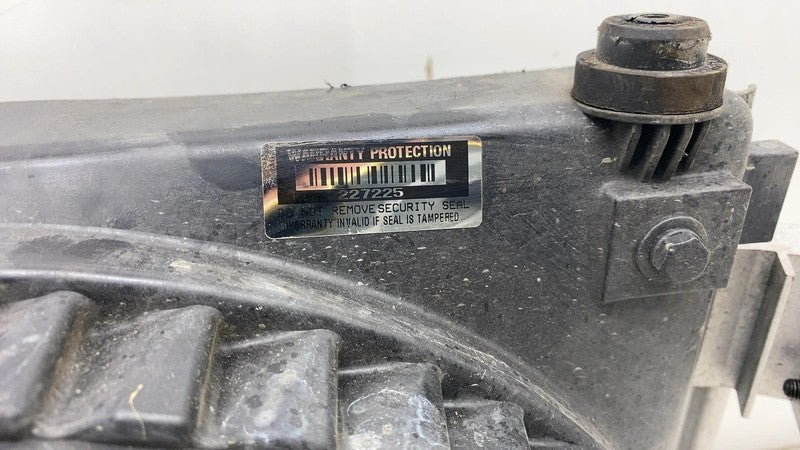 WARRANTY PROTECTION
227225
DO NOT REMOVE SECURITY SEAL
WARRANTY INVALID IF SEAL IS TAMPERED